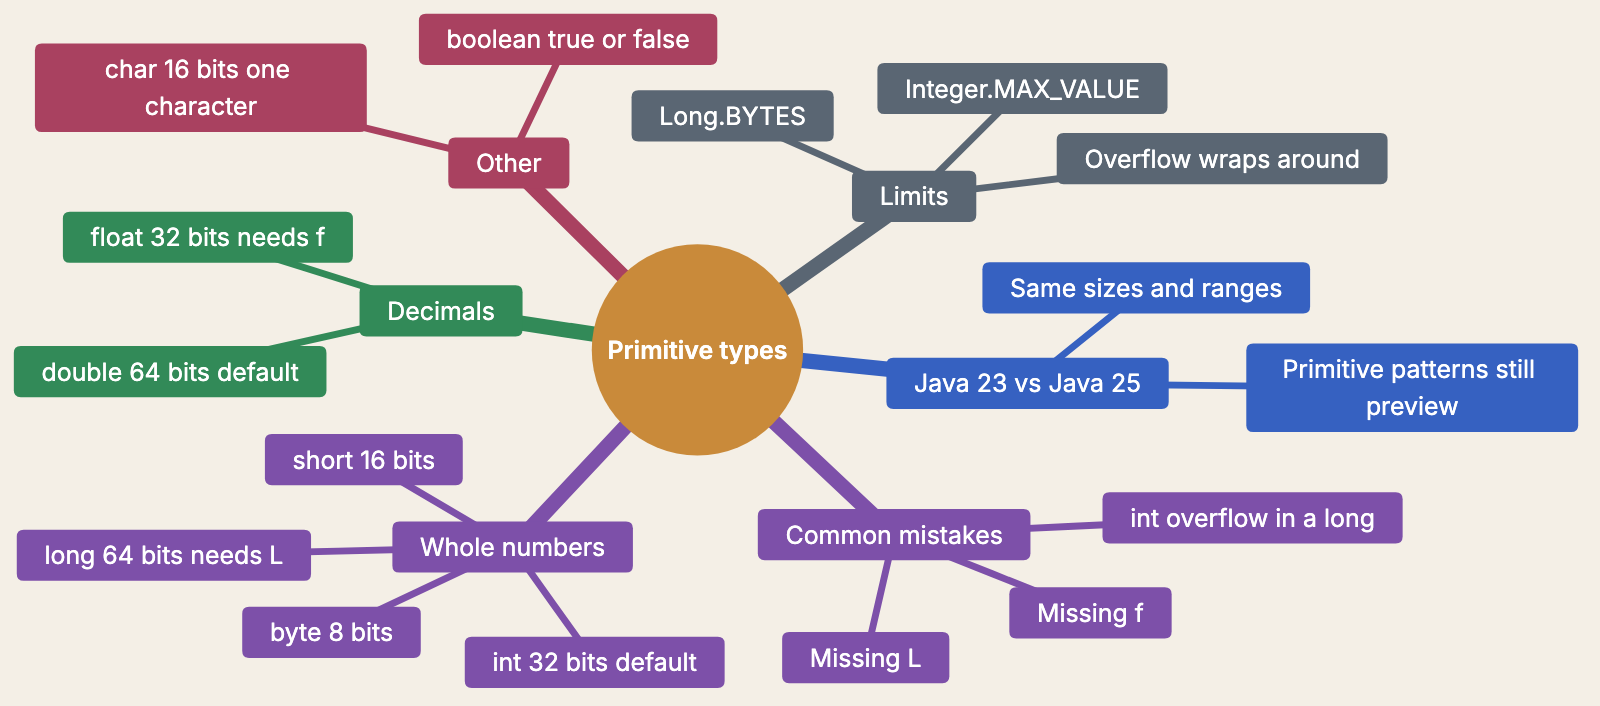 Primitive types
Other
char 16 bits one
character
boolean true or false
Limits
Long.BYTES
Integer.MAX_VALUE
Overflow wraps around
Decimals
float 32 bits needs f
double 64 bits default
Java 23 vs Java 25
Same sizes and ranges
Primitive patterns still
preview
Whole numbers
short 16 bits
long 64 bits needs L
byte 8 bits
int 32 bits default
Common mistakes
int overflow in a long
Missing f
Missing L